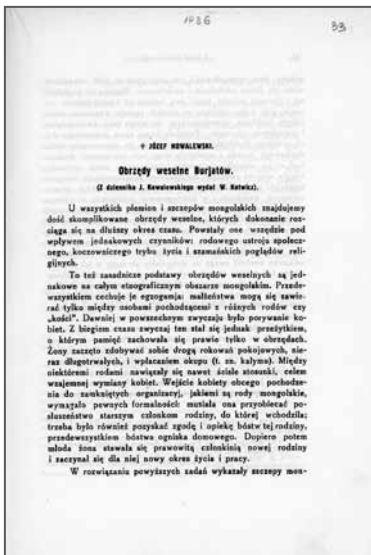 1936
33
† JÓZEF KOWALEWSKI.
Obrzędy weselne Burjatów.
(Z dziennika J. Kowalewskiego wydał W. Kotwicz).
U wszystkich plemion i szczepów mongolskich znajdujemy
dość skomplikowane obrzędy weselne, których dokonanie roz-
ciąga się na dłuższy okres czasu. Powstały one wszędzie pod
wpływem jednakowych czynników: rodowego ustroju społecz-
nego, koczowniczego trybu życia i szamańskich poglądów reli-
gijnych.
To też zasadnicze podstawy obrzędów weselnych są jed-
nakowe na całym etnograficznym obszarze mongolskim. Przede-
wszystkiem cechuje je egzogamja: małżeństwa mogą się zawie-
rać tylko między osobami pochodzącemi z różnych rodów czy
„kości". Dawniej w powszechnym zwyczaju było porywanie ko-
biet. Z biegiem czasu zwyczaj ten stał się jednak przeżytkiem,
o którym pamięć zachowała się prawie tylko w obrzędach.
Żony zaczęto zdobywać sobie drogą rokowań pokojowych, nie-
raz długotrwałych, i wpłacaniem okupu (t. zn. kałymu). Między
niektóremi rodami nawiązały się nawet ścisłe stosunki, celem
wzajemnej wymiany kobiet. Wejście kobiety obcego pochodze-
nia do zamkniętych organizacyj, jakiemi są rody mongolskie,
wymagało pewnych formalności: musiała ona przyobiecać po-
słuszeństwo starszym członkom rodziny, do której wchodziła;
trzeba było również pozyskać zgodę i opiekę bóstw tej rodziny,
przedewszystkiem bóstwa ogniska domowego. Dopiero potem
młoda żona stawała się prawowitą członkinią nowej rodziny
i zaczynał się dla niej nowy okres życia i pracy.
W rozwiązaniu powyższych zadań wykazały szczepy mon-